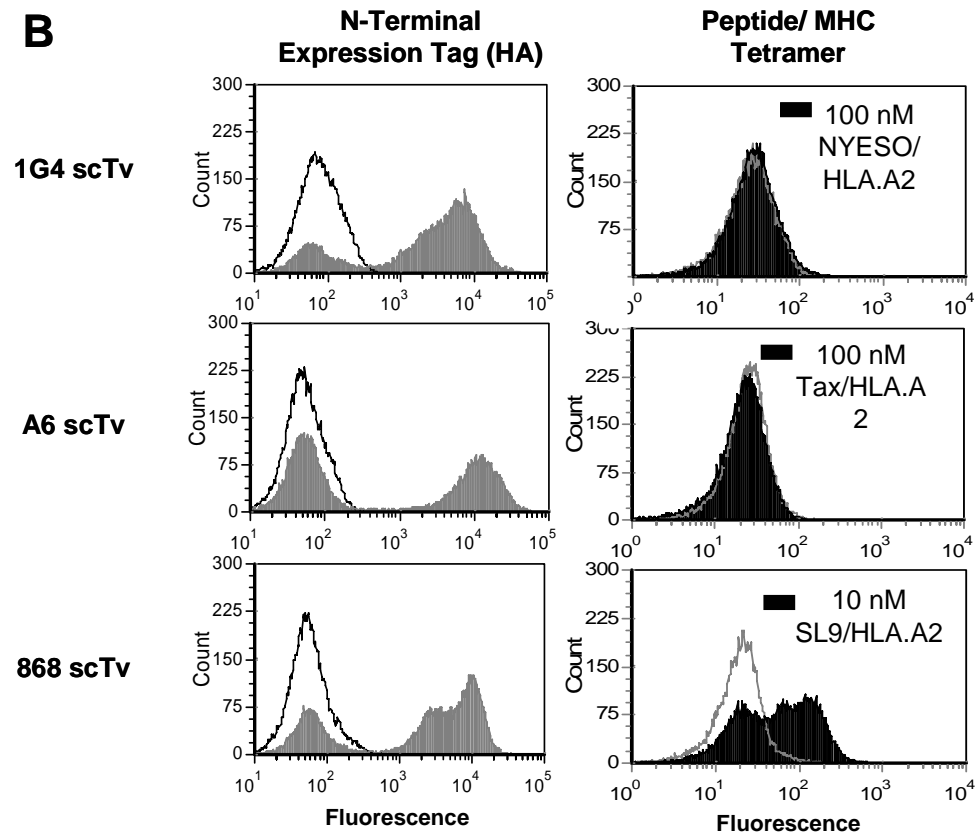 B
N-Terminal
Expression Tag (HA)
Peptide/ MHC
Tetramer
1G4 scTv
300
225
150
75
0
Count
10^1 10^2 10^3 10^4 10^5
300
225
150
75
Count
100 nM
NYESO/
HLA.A2
10^1 10^2 10^3 10^4
A6 scTv
300
225
150
75
0
Count
10^1 10^2 10^3 10^4 10^5
300
225
150
75
0
Count
100 nM
Tax/HLA.A
2
10^0 10^1 10^2 10^3 10^4
868 scTv
300
225
150
75
0
Count
10^1 10^2 10^3 10^4 10^5
Fluorescence
300
225
150
75
0
Count
10 nM
SL9/HLA.A2
10^0 10^1 10^2 10^3 10^4
Fluorescence